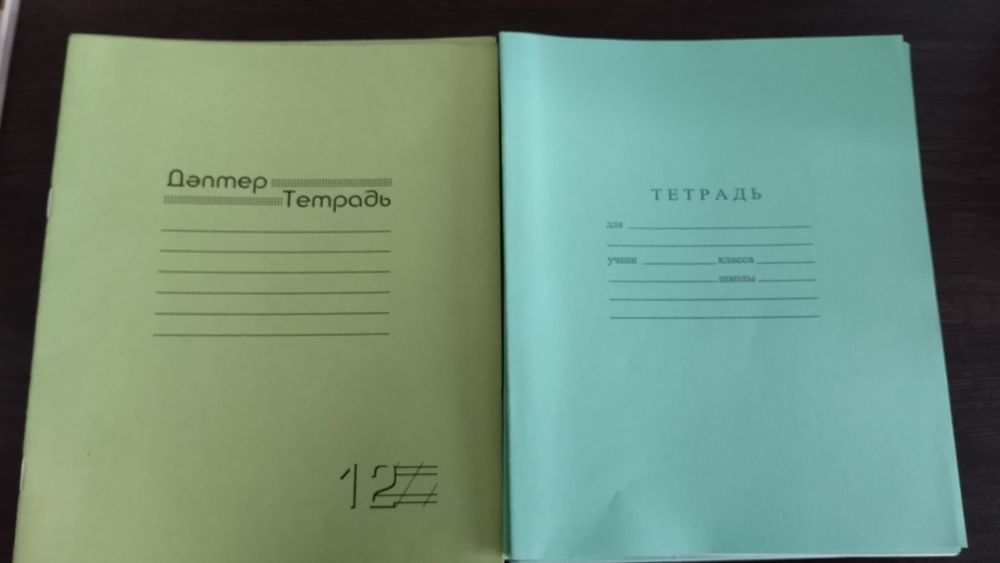 Дәптер
Тетрадь
12
ТЕТРАДЬ
для
учени класса
школы